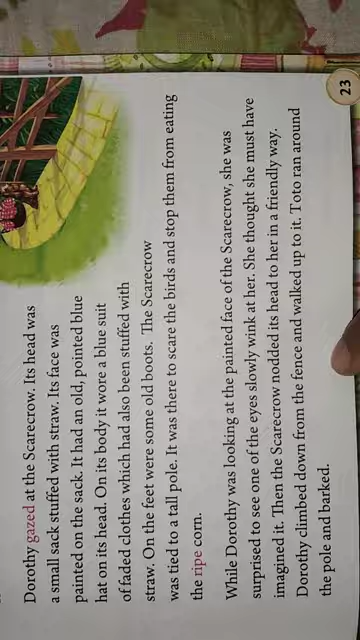 Dorothy gazed at the Scarecrow. Its head was
a small sack stuffed with straw. Its face was
painted on the sack. It had an old, pointed blue
hat on its head. On its body it wore a blue suit
of faded clothes which had also been stuffed with
straw. On the feet were some old boots. The Scarecrow
was tied to a tall pole. It was there to scare the birds and stop them from eating
the ripe corn.
While Dorothy was looking at the painted face of the Scarecrow, she was
surprised to see one of the eyes slowly wink at her. She thought she must have
imagined it. Then the Scarecrow nodded its head to her in a friendly way.
Dorothy climbed down from the fence and walked up to it. Toto ran around
the pole and barked.
23